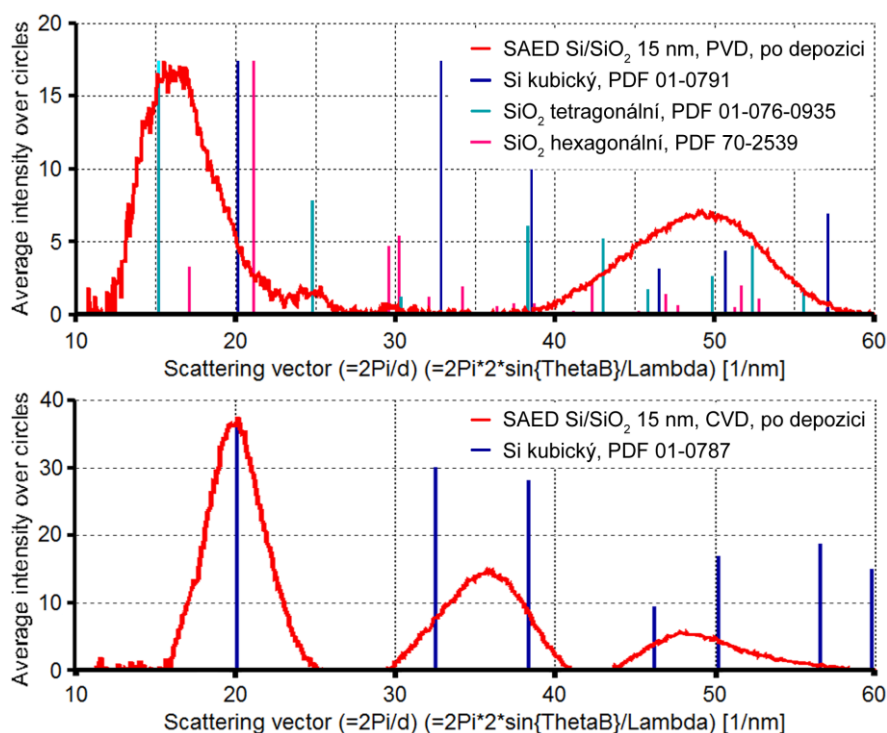 Average intensity over circles
20
15
10
5
0
SAED Si/SiO₂ 15 nm, PVD, po depozici
Si kubický, PDF 01-0791
SiO₂ tetragonální, PDF 01-076-0935
SiO₂ hexagonální, PDF 70-2539
10 20 30 40 50 60
Scattering vector (=2Pi/d) (=2Pi*2*sin{ThetaB}/Lambda) [1/nm]
Average intensity over circles
40
30
20
10
0
SAED Si/SiO₂ 15 nm, CVD, po depozici
Si kubický, PDF 01-0787
10 20 30 40 50 60
Scattering vector (=2Pi/d) (=2Pi*2*sin{ThetaB}/Lambda) [1/nm]